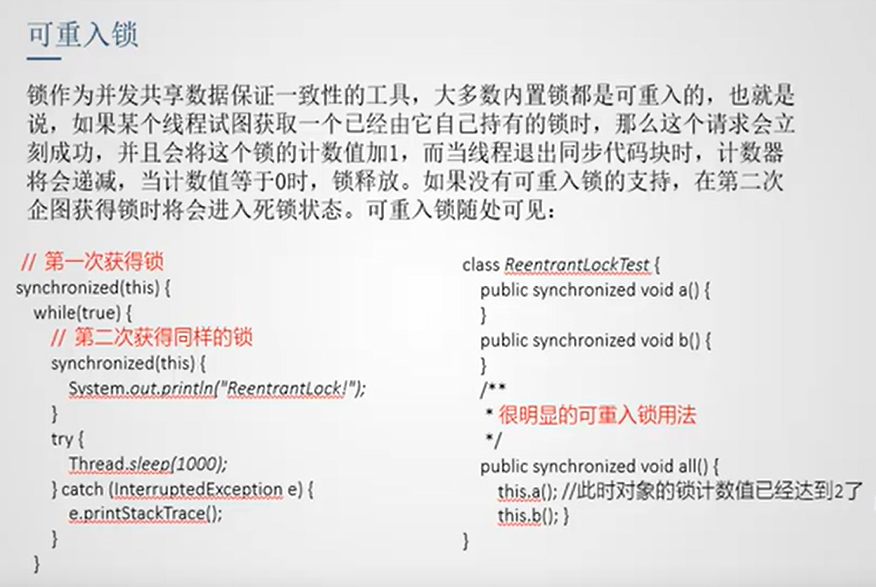 可重入锁
锁作为并发共享数据保证一致性的工具，大多数内置锁都是可重入的，也就是
说，如果某个线程试图获取一个已经由它自己持有的锁时，那么这个请求会立
刻成功，并且会将这个锁的计数值加1，而当线程退出同步代码块时，计数器
将会递减，当计数值等于0时，锁释放。如果没有可重入锁的支持，在第二次
企图获得锁时将会进入死锁状态。可重入锁随处可见：
// 第一次获得锁
synchronized(this) {
while(true) {
// 第二次获得同样的锁
synchronized(this) {
System.out.println("ReentrantLock!");
}
try {
Thread.sleep(1000);
} catch (InterruptedException e) {
e.printStackTrace();
}
}
class ReentrantLockTest {
public synchronized void a() {
}
public synchronized void b() {
}
/**
* 很明显的可重入锁用法
*/
public synchronized void all() {
this.a(); //此时对象的锁计数值已经达到2了
this.b(); }
}